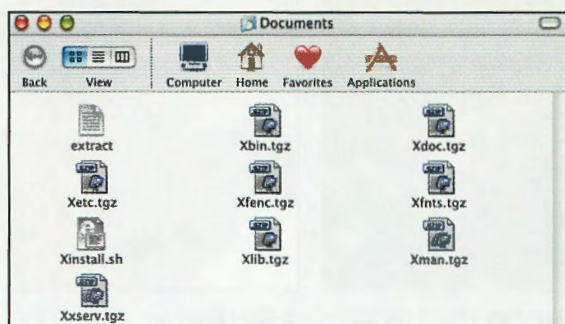 Documents
Back View Computer Home Favorites Applications
extract Xbin.tgz Xdoc.tgz
Xetc.tgz Xfenc.tgz Xfnts.tgz
Xinstall.sh Xlib.tgz Xman.tgz
Xxserv.tgz